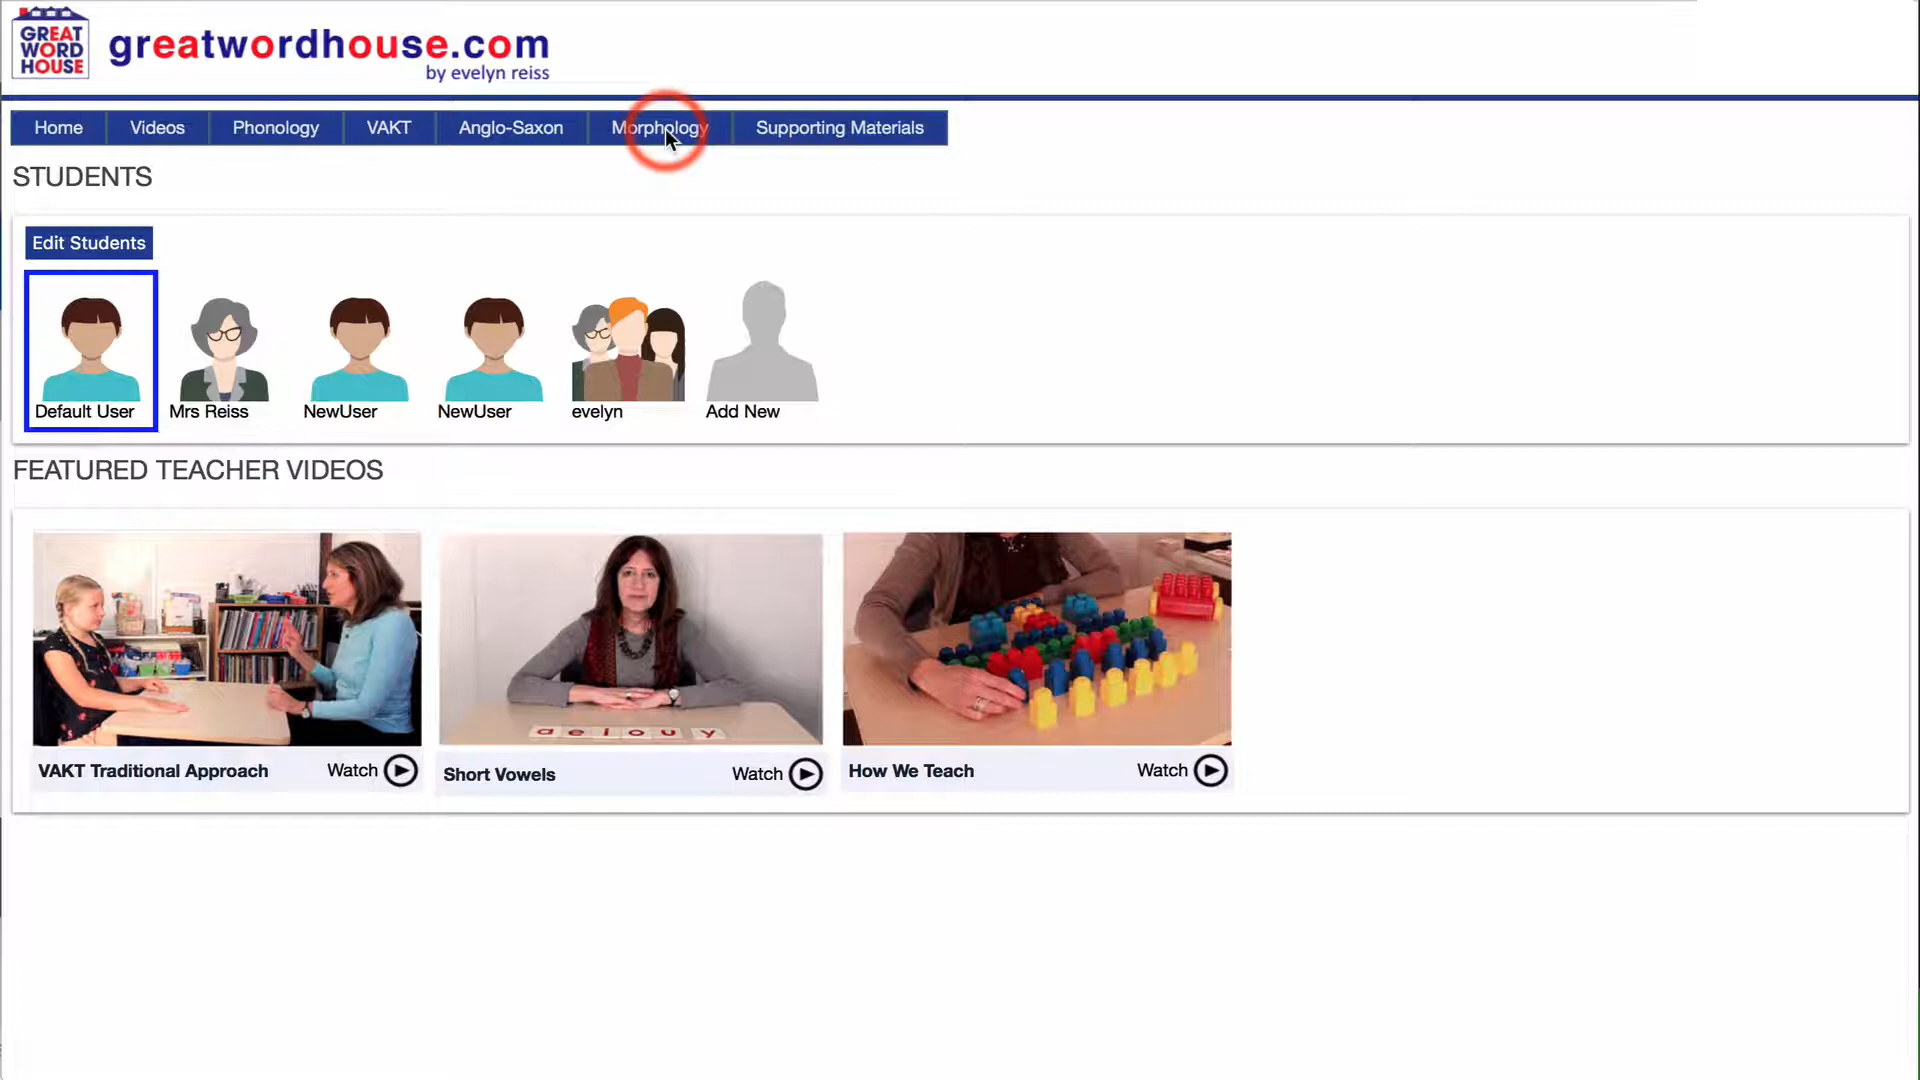 GREAT
WORD
HOUSE
greatwordhouse.com
by evelyn reiss
Home Videos Phonology VAKT Anglo-Saxon Morphology Supporting Materials
STUDENTS
Edit Students
Default User Mrs Reiss NewUser NewUser evelyn Add New
FEATURED TEACHER VIDEOS
a e i o u y
VAKT Traditional Approach Watch
Short Vowels Watch
How We Teach Watch